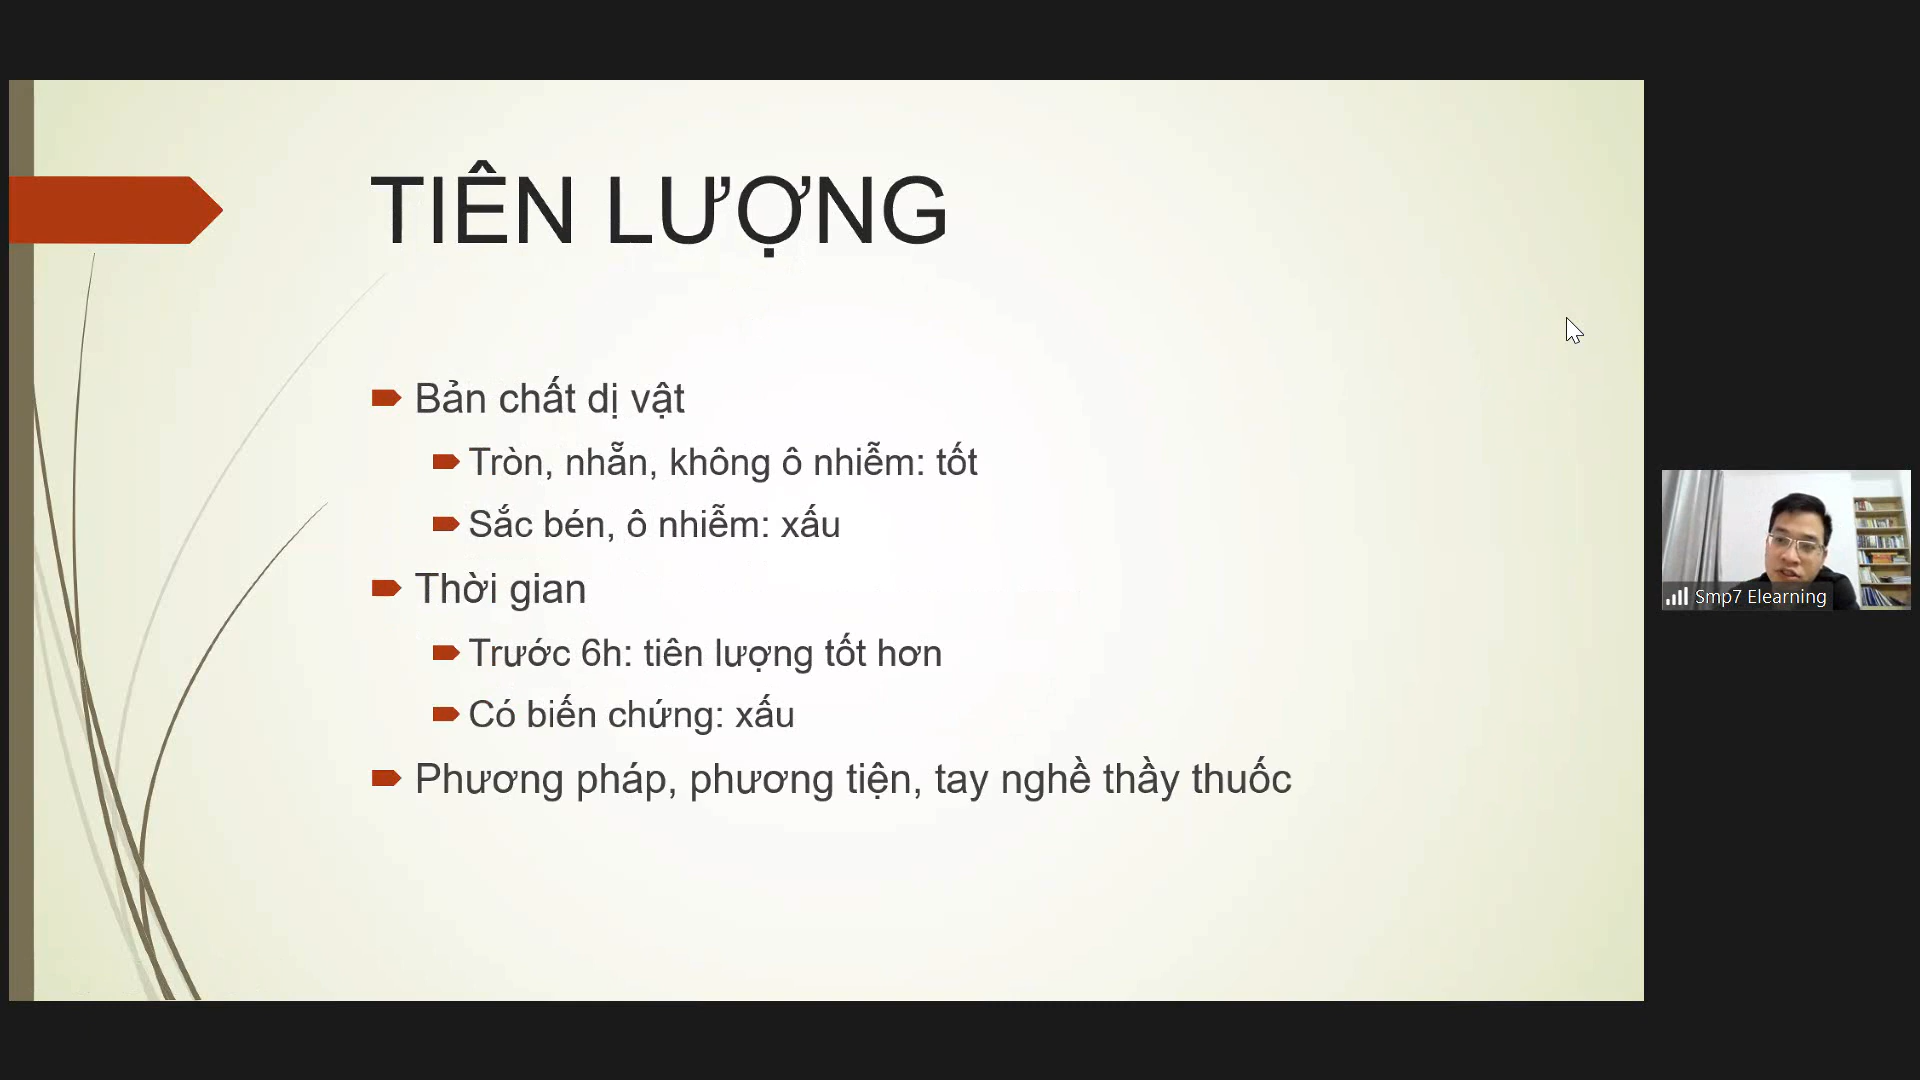 TIÊN LƯỢNG
Bản chất dị vật
Tròn, nhẵn, không ô nhiễm: tốt
Sắc bén, ô nhiễm: xấu
Thời gian
Trước 6h: tiên lượng tốt hơn
Có biến chứng: xấu
Phương pháp, phương tiện, tay nghề thầy thuốc
Smp7 Elearning